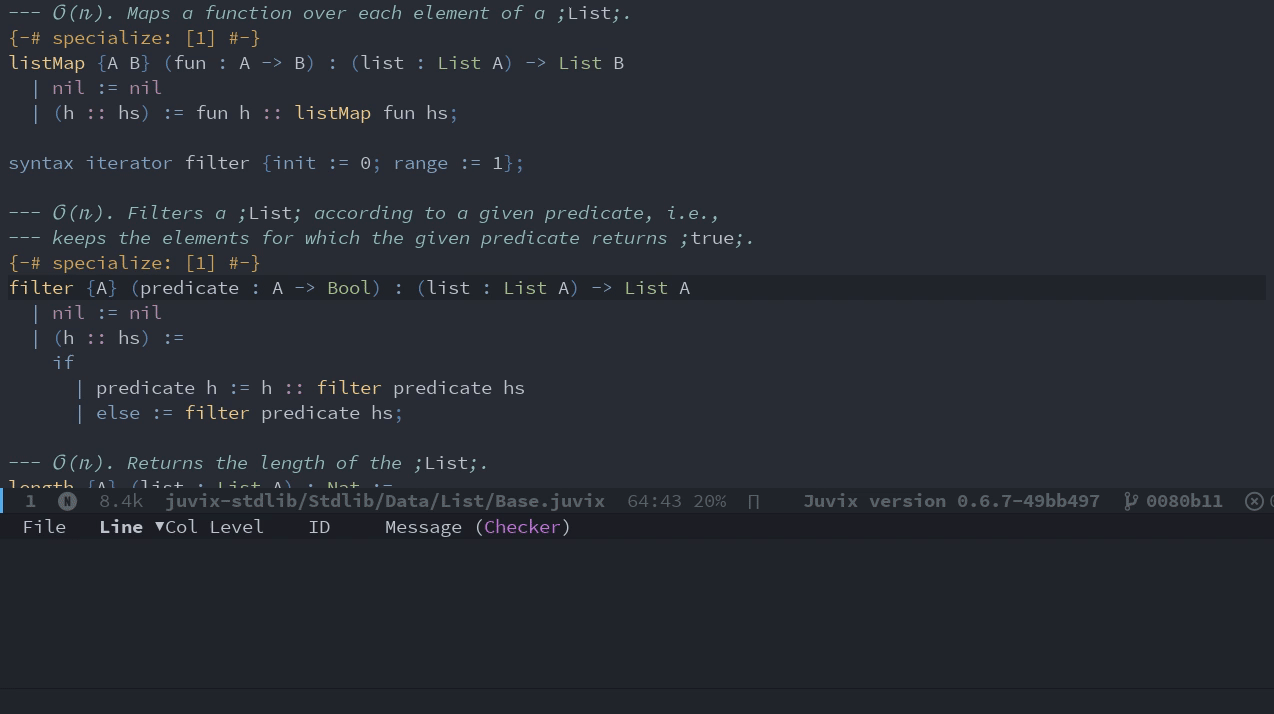 --- 𝒪(𝓃). Maps a function over each element of a ;List;.
{-# specialize: [1] #-}
listMap {A B} (fun : A -> B) : (list : List A) -> List B
  | nil := nil
  | (h :: hs) := fun h :: listMap fun hs;
syntax iterator filter {init := 0; range := 1};
--- 𝒪(𝓃). Filters a ;List; according to a given predicate, i.e.,
--- keeps the elements for which the given predicate returns ;true;.
{-# specialize: [1] #-}
filter {A} (predicate : A -> Bool) : (list : List A) -> List A
  | nil := nil
  | (h :: hs) :=
    if
      | predicate h := h :: filter predicate hs
      | else := filter predicate hs;
--- 𝒪(𝓃). Returns the length of the ;List;.
length {A} (list : List A) : Nat :=
1 N 8.4k juvix-stdlib/Stdlib/Data/List/Base.juvix 64:43 20% ∏ Juvix version 0.6.7-49bb497 0080b11
File Line ▼Col Level ID Message (Checker)